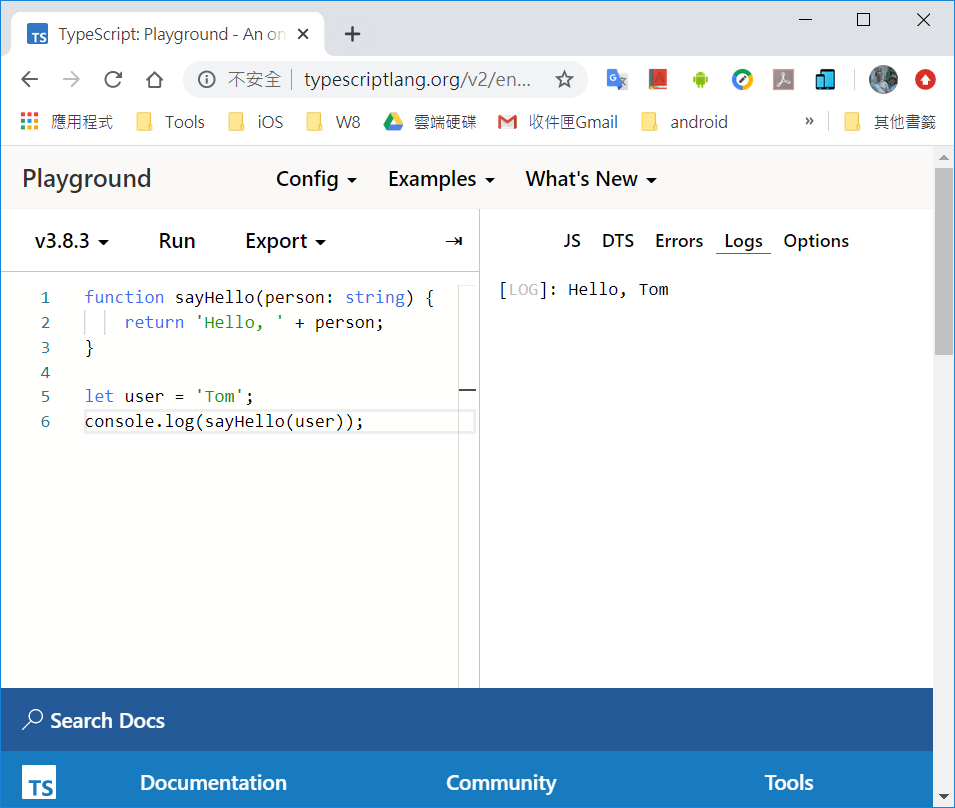 TS TypeScript: Playground - An on
不安全 typescriptlang.org/v2/en...
應用程式 Tools iOS W8 雲端硬碟 收件匣Gmail android » 其他書籤
Playground Config Examples What's New
v3.8.3 Run Export
JS DTS Errors Logs Options
1 function sayHello(person: string) {
2 return 'Hello, ' + person;
3 }
4
5 let user = 'Tom';
6 console.log(sayHello(user));
[LOG]: Hello, Tom
Search Docs
TS Documentation Community Tools